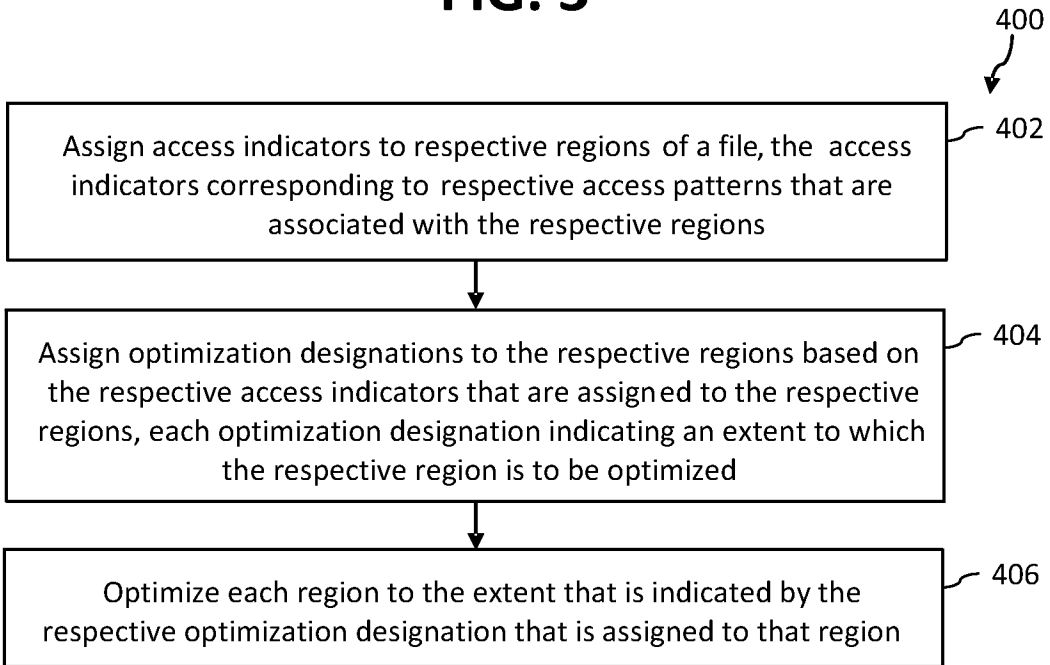 400
402
Assign access indicators to respective regions of a file, the access
indicators corresponding to respective access patterns that are
associated with the respective regions
404
Assign optimization designations to the respective regions based on
the respective access indicators that are assigned to the respective
regions, each optimization designation indicating an extent to which
the respective region is to be optimized
406
Optimize each region to the extent that is indicated by the
respective optimization designation that is assigned to that region